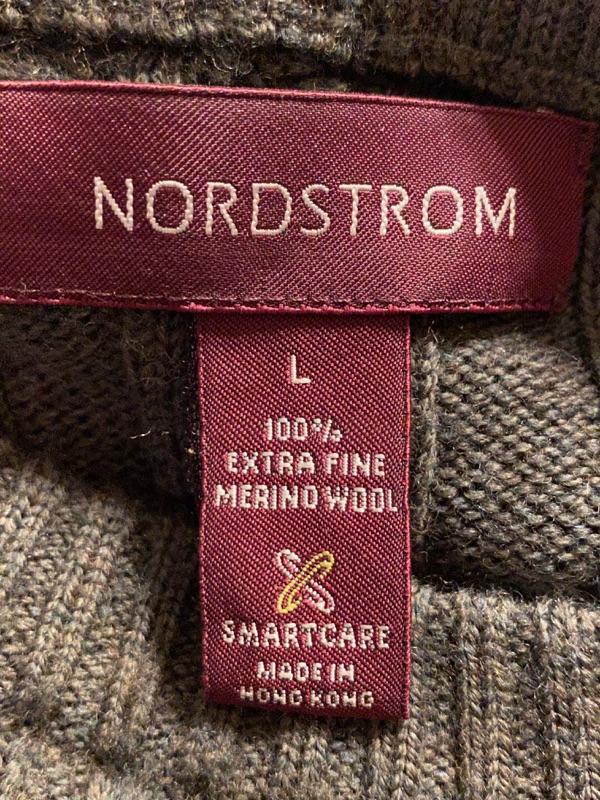 NORDSTROM
L
100%
EXTRA FINE
MERINO WOOL
SMARTCARE
MADE IN
HONG KONG